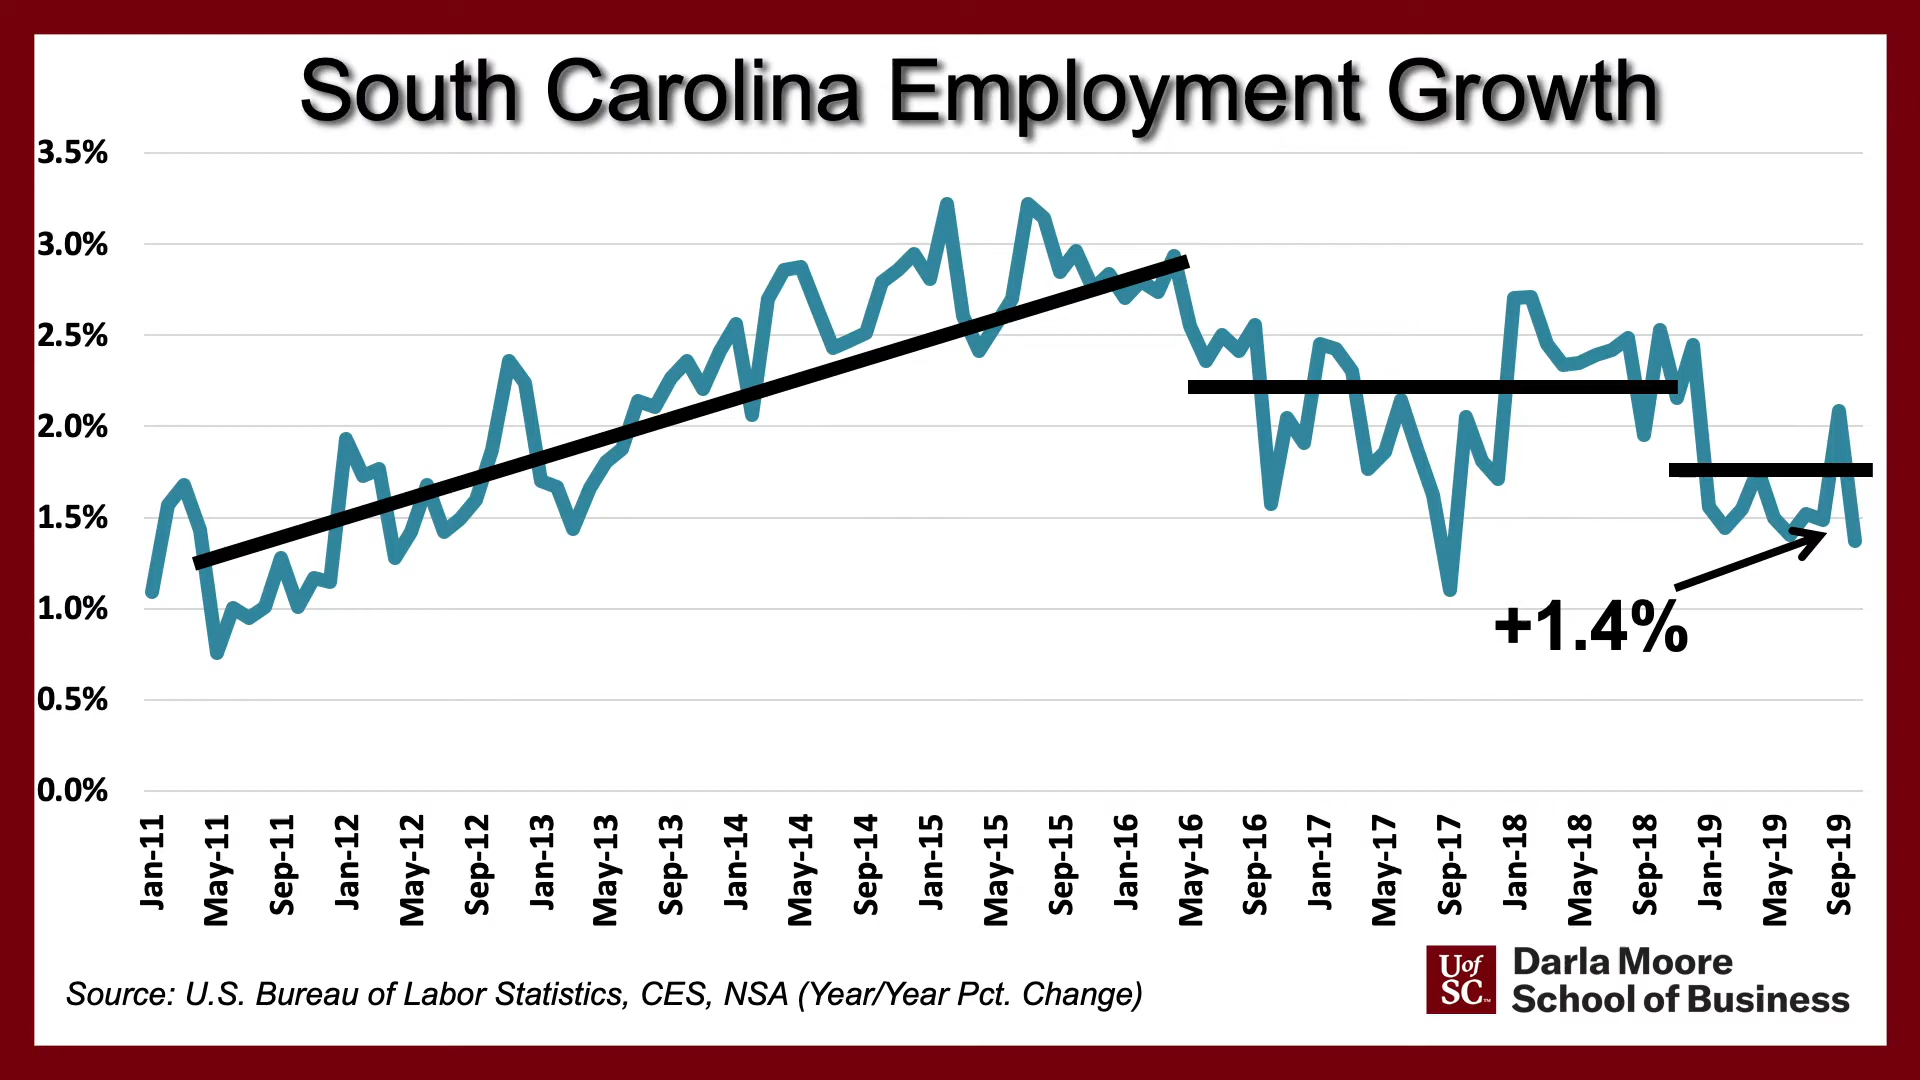 South Carolina Employment Growth
3.5%
3.0%
2.5%
2.0%
1.5%
1.0%
0.5%
0.0%
+1.4%
Jan-11
May-11
Sep-11
Jan-12
May-12
Sep-12
Jan-13
May-13
Sep-13
Jan-14
May-14
Sep-14
Jan-15
May-15
Sep-15
Jan-16
May-16
Sep-16
Jan-17
May-17
Sep-17
Jan-18
May-18
Sep-18
Jan-19
May-19
Sep-19
Source: U.S. Bureau of Labor Statistics, CES, NSA (Year/Year Pct. Change)
UofSC™
Darla Moore
School of Business